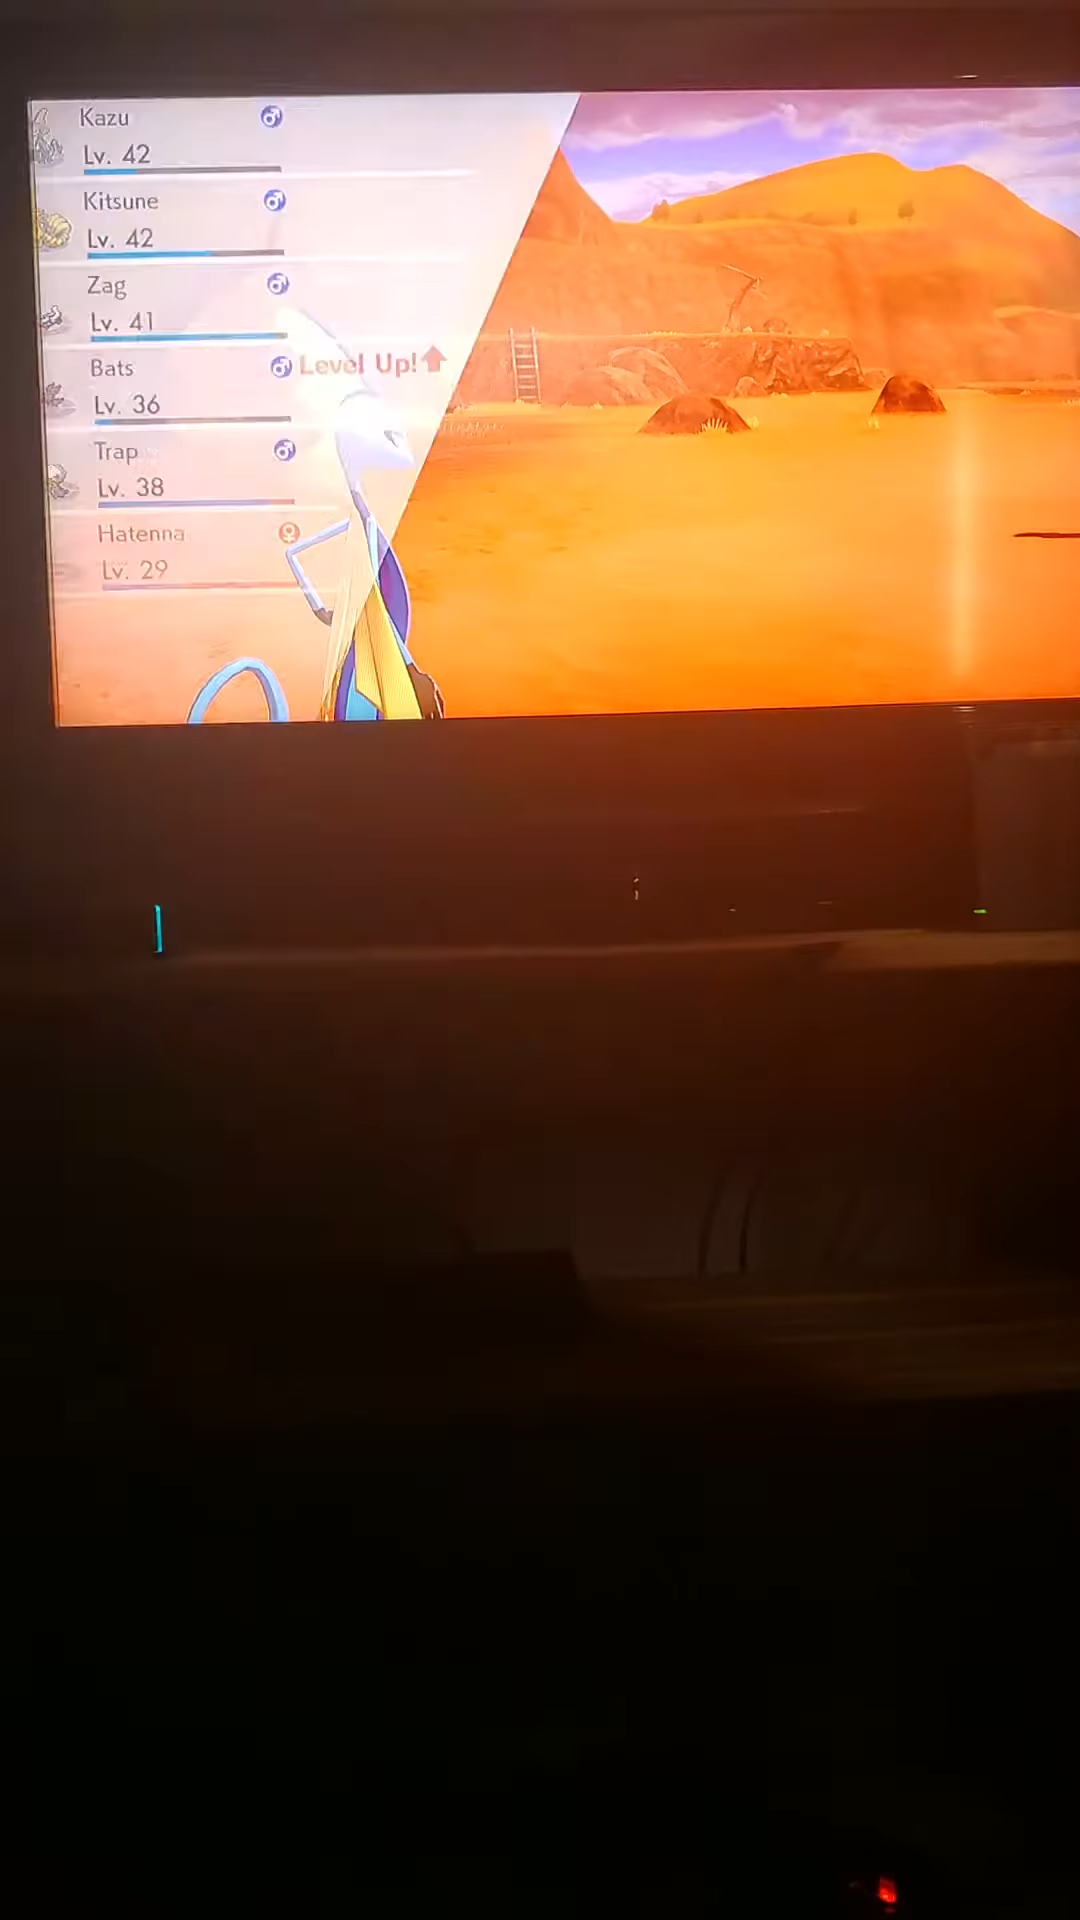 Kazu
Lv. 42
Kitsune
Lv. 42
Zag
Lv. 41
Bats
Level Up!
Lv. 36
Trap
Lv. 38
Hatenna
Lv. 29